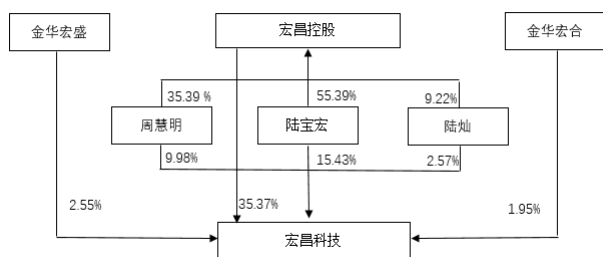 金华宏盛
宏昌控股
金华宏合
35.39 %
55.39%
9.22%
周慧明
陆宝宏
陆灿
9.98%
15.43%
2.57%
2.55%
35.37%
1.95%
宏昌科技